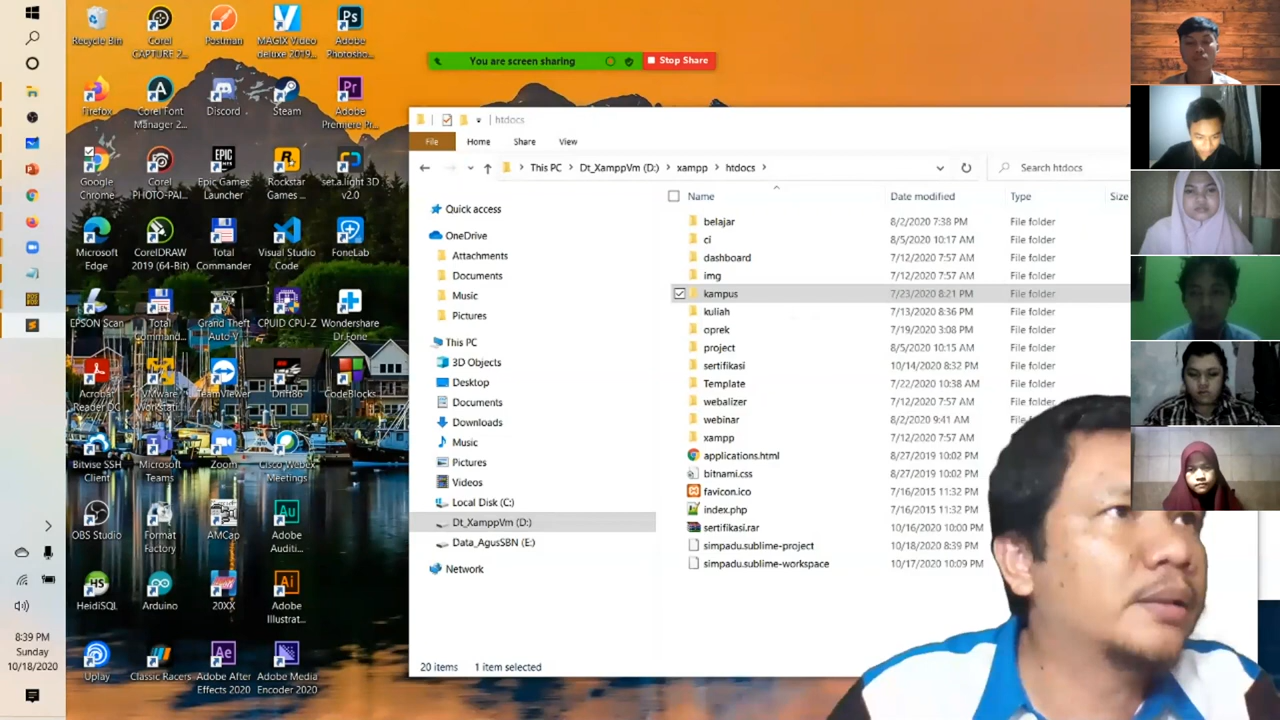 Recycle Bin
Corel
CAPTURE 2...
Postman
MAGIX Video
deluxe 2019...
Adobe
Photosho...
Firefox
Corel Font
Manager 2...
Discord
Steam
Adobe
Premiere Pr...
Google
Chrome
Corel
PHOTO-PAI...
Epic Games
Launcher
Rockstar
Games ...
set.a.light 3D
v2.0
Microsoft
Edge
CorelDRAW
2019 (64-Bit)
Total
Commander
Visual Studio
Code
FoneLab
EPSON Scan
Total
Command...
Grand Theft
Auto V
CPUID CPU-Z
Wondershare
Dr.Fone
Acrobat
Reader DC
VMware
Workstati...
TeamViewer
Drift86
CodeBlocks
Bitvise SSH
Client
Microsoft
Teams
Zoom
Cisco Webex
Meetings
OBS Studio
Format
Factory
AMCap
Adobe
Auditi...
HeidiSQL
Arduino
20XX
Adobe
Illustrat...
Uplay
Classic Racers
Adobe After
Effects 2020
Adobe Media
Encoder 2020
8:39 PM
Sunday
10/18/2020
You are screen sharing
Stop Share
htdocs
File Home Share View
This PC > Dt_XamppVm (D:) > xampp > htdocs >
Search htdocs
Quick access
OneDrive
Attachments
Documents
Music
Pictures
This PC
3D Objects
Desktop
Documents
Downloads
Music
Pictures
Videos
Local Disk (C:)
Dt_XamppVm (D:)
Data_AgusSBN (E:)
Network
Name Date modified Type Size
belajar 8/2/2020 7:38 PM File folder
ci 8/5/2020 10:17 AM File folder
dashboard 7/12/2020 7:57 AM File folder
img 7/12/2020 7:57 AM File folder
kampus 7/23/2020 8:21 PM File folder
kuliah 7/13/2020 8:36 PM File folder
oprek 7/19/2020 3:08 PM File folder
project 8/5/2020 10:15 AM File folder
sertifikasi 10/14/2020 8:32 PM File folder
Template 7/22/2020 10:38 AM File folder
webalizer 7/12/2020 7:57 AM File folder
webinar 8/2/2020 9:41 AM File folder
xampp 7/12/2020 7:57 AM File folder
applications.html 8/27/2019 10:02 PM
bitnami.css 8/27/2019 10:02 PM
favicon.ico 7/16/2015 11:32 PM
index.php 7/16/2015 11:32 PM
sertifikasi.rar 10/16/2020 10:00 PM
simpadu.sublime-project 10/18/2020 8:39 PM
simpadu.sublime-workspace 10/17/2020 10:09 PM
20 items 1 item selected